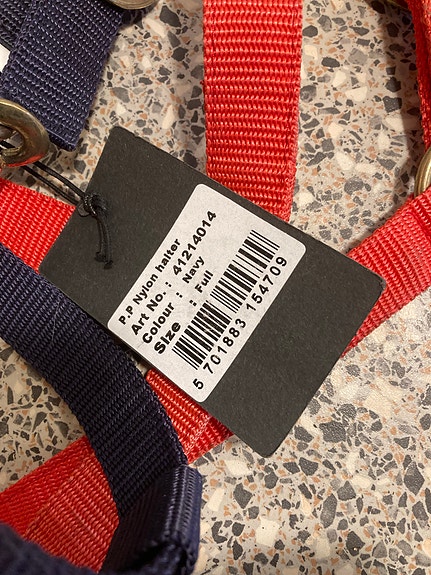 P.P Nylon halter
Art No. : 41214014
Colour : Navy
Size : Full
5 701883 154709